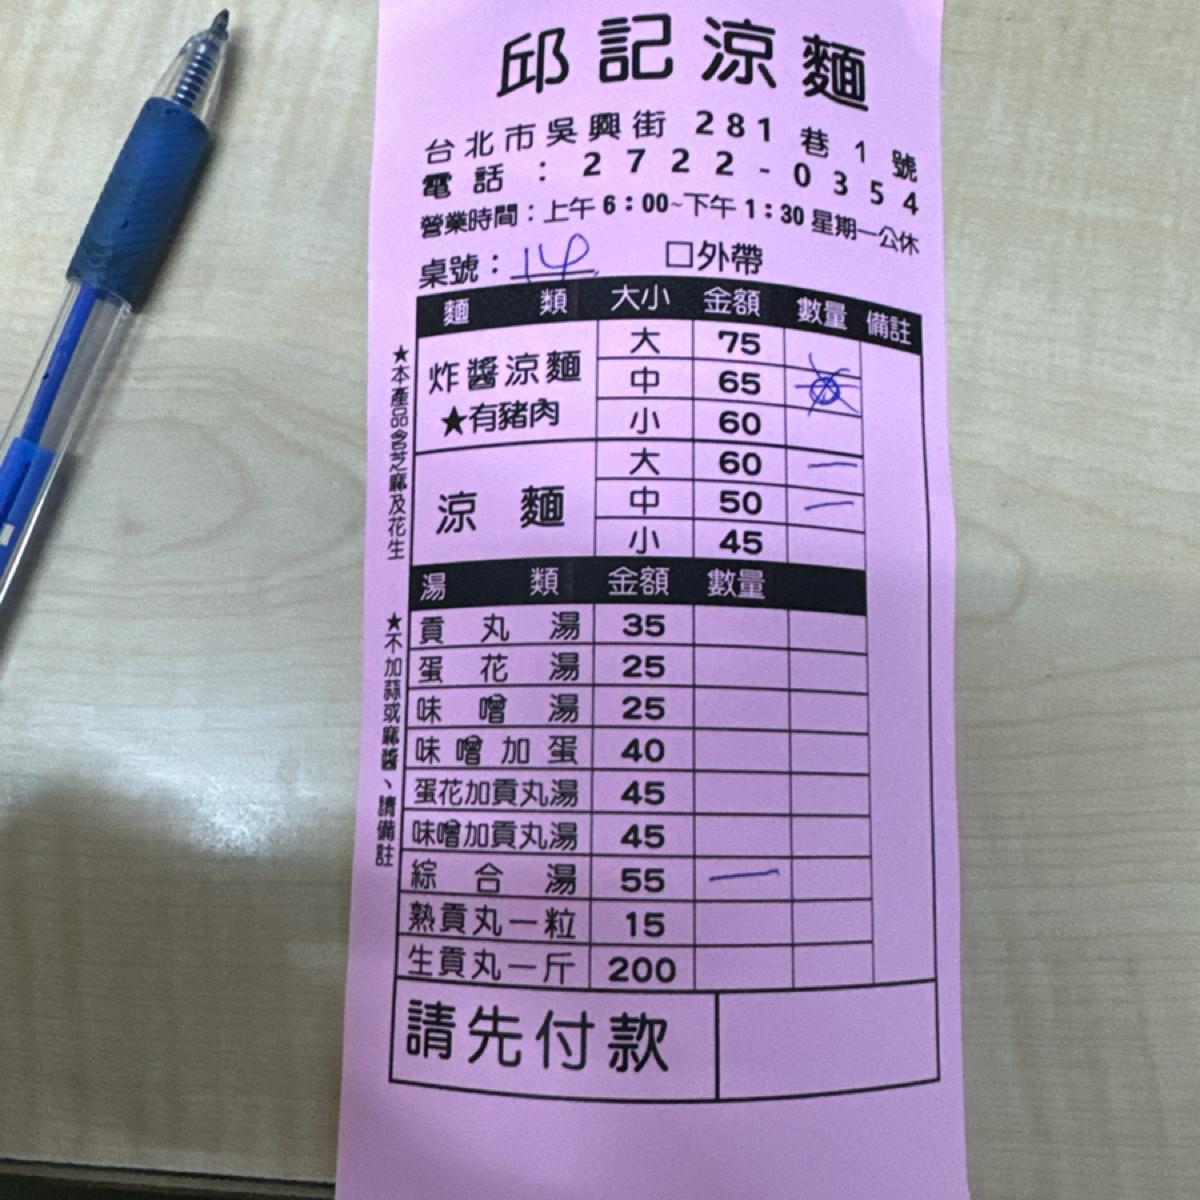 邱記涼麵
台北市吳興街 281 巷 1 號
電話：2722-0354
營業時間：上午 6：00~下午 1：30 星期一公休
桌號：14 □外帶
麵類 大小 金額 數量 備註
炸醬涼麵
★有豬肉
大 75
中 65
小 60
涼麵
大 60 一
中 50 一
小 45
湯類 金額 數量
貢丸湯 35
蛋花湯 25
味噌湯 25
味噌加蛋 40
蛋花加貢丸湯 45
味噌加貢丸湯 45
綜合湯 55 一
熟貢丸一粒 15
生貢丸一斤 200
請先付款
★本產品含芝麻及花生
★不加蒜或麻醬、請備註